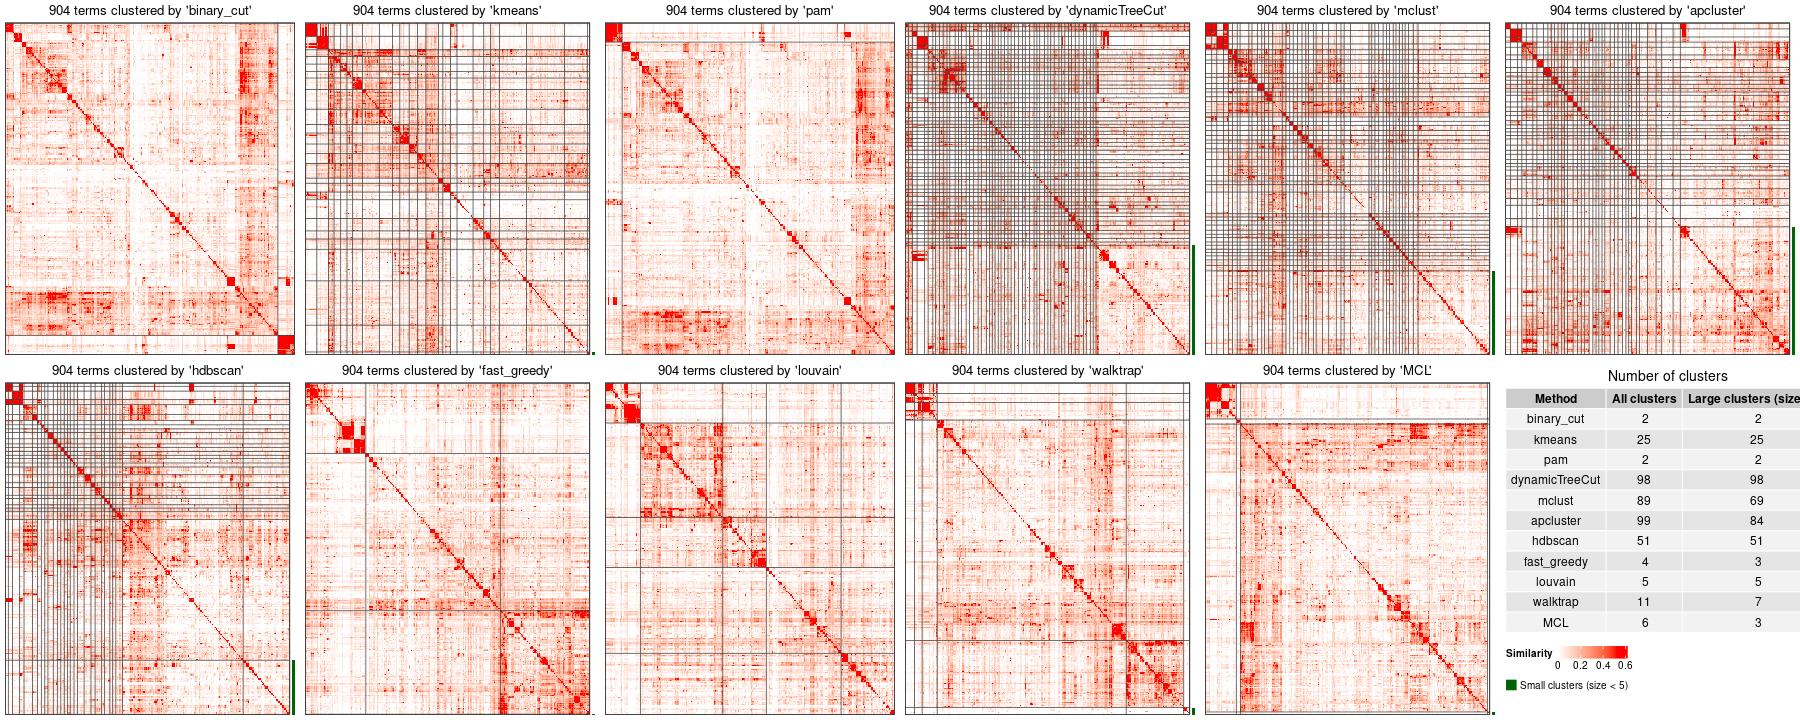 904 terms clustered by 'binary_cut'
904 terms clustered by 'kmeans'
904 terms clustered by 'pam'
904 terms clustered by 'dynamicTreeCut'
904 terms clustered by 'mclust'
904 terms clustered by 'apcluster'
904 terms clustered by 'hdbscan'
904 terms clustered by 'fast_greedy'
904 terms clustered by 'louvain'
904 terms clustered by 'walktrap'
904 terms clustered by 'MCL'
Number of clusters
Method All clusters Large clusters (size
binary_cut 2 2
kmeans 25 25
pam 2 2
dynamicTreeCut 98 98
mclust 89 69
apcluster 99 84
hdbscan 51 51
fast_greedy 4 3
louvain 5 5
walktrap 11 7
MCL 6 3
Similarity
0 0.2 0.4 0.6
Small clusters (size < 5)